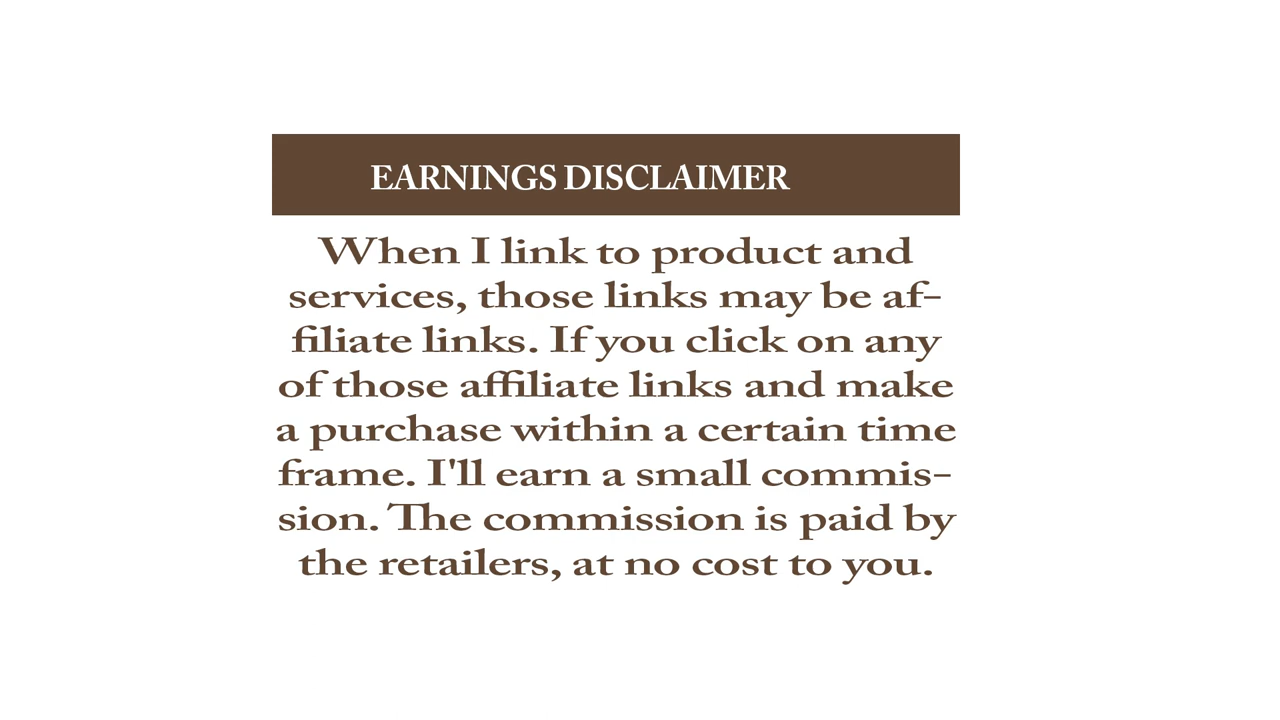 EARNINGS DISCLAIMER
When I link to product and
services, those links may be af-
filiate links. If you click on any
of those affiliate links and make
a purchase within a certain time
frame. I'll earn a small commis-
sion. The commission is paid by
the retailers, at no cost to you.